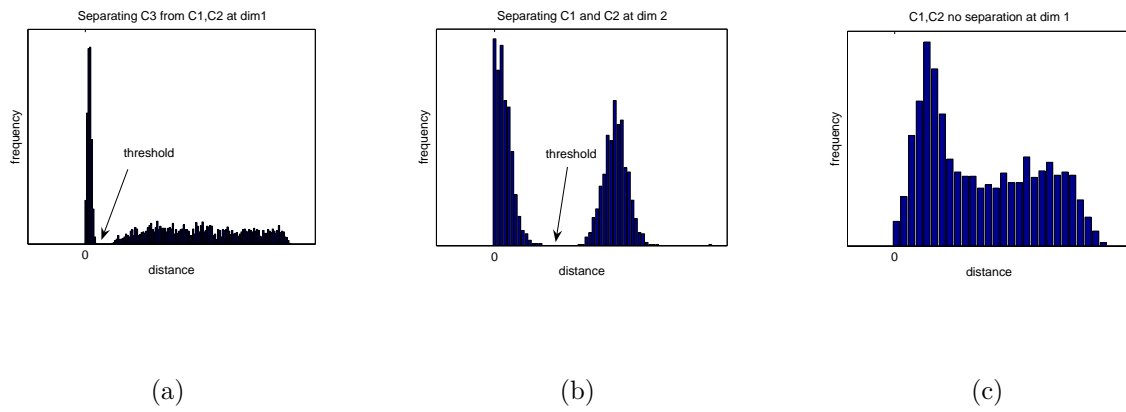 Separating C3 from C1,C2 at dim1
frequency
threshold
0
distance
(a)
Separating C1 and C2 at dim 2
frequency
threshold
0
distance
(b)
C1,C2 no separation at dim 1
frequency
0
distance
(c)